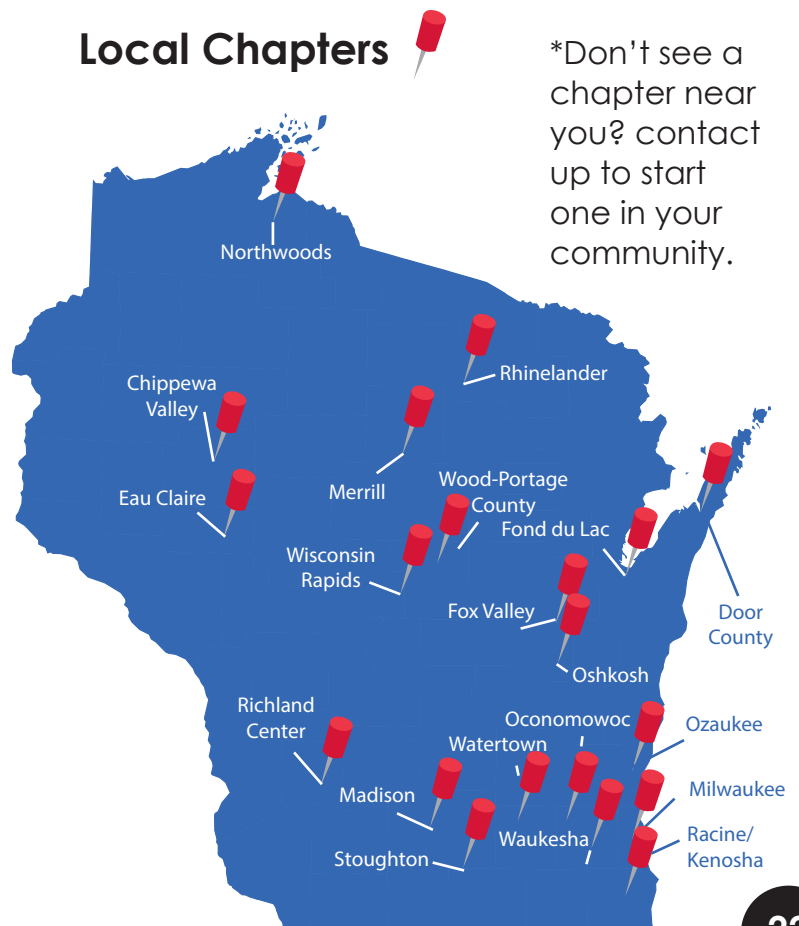 Local Chapters
*Don't see a
chapter near
you? contact
up to start
one in your
community.
Northwoods
Rhinelander
Chippewa
Valley
Merrill
Eau Claire
Wood-Portage
County
Fond du Lac
Wisconsin
Rapids
Fox Valley
Door
County
Oshkosh
Richland
Center
Oconomowoc
Ozaukee
Watertown
Madison
Milwaukee
Waukesha
Racine/
Kenosha
Stoughton